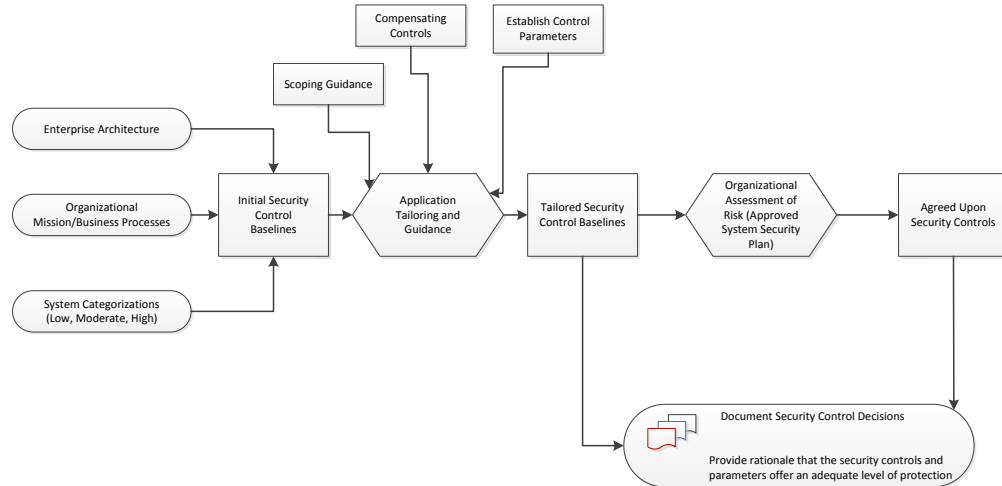 Compensating
Controls
Establish Control
Parameters
Scoping Guidance
Enterprise Architecture
Organizational
Mission/Business Processes
System Categorizations
(Low, Moderate, High)
Initial Security
Control
Baselines
Application
Tailoring and
Guidance
Tailored Security
Control Baselines
Organizational
Assessment of
Risk (Approved
System Security
Plan)
Agreed Upon
Security Controls
Document Security Control Decisions
Provide rationale that the security controls and
parameters offer an adequate level of protection